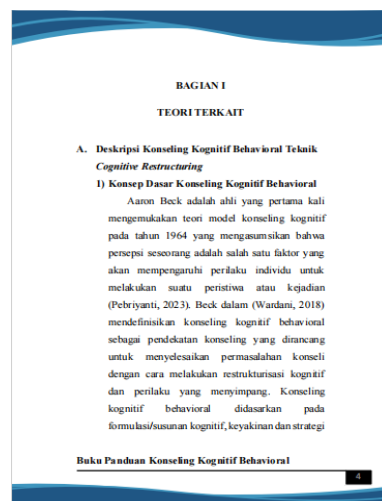 BAGIAN I
TEORI TERKAIT
A. Deskripsi Konseling Kognitif Behavioral Teknik
Cognitive Restructuring
1) Konsep Dasar Konseling Kognitif Behavioral
Aaron Beck adalah ahli yang pertama kali
mengemukakan teori model konseling kognitif
pada tahun 1964 yang mengasumsikan bahwa
persepsi seseorang adalah salah satu faktor yang
akan mempengaruhi perilaku individu untuk
melakukan suatu peristiwa atau kejadian
(Pebriyanti, 2023). Beck dalam (Wardani, 2018)
mendefinisikan konseling kognitif behavioral
sebagai pendekatan konseling yang dirancang
untuk menyelesaikan permasalahan konseli
dengan cara melakukan restrukturisasi kognitif
dan perilaku yang menyimpang. Konseling
kognitif behavioral didasarkan pada
formulasi/susunan kognitif, keyakinan dan strategi
Buku Panduan Konseling Kognitif Behavioral
4